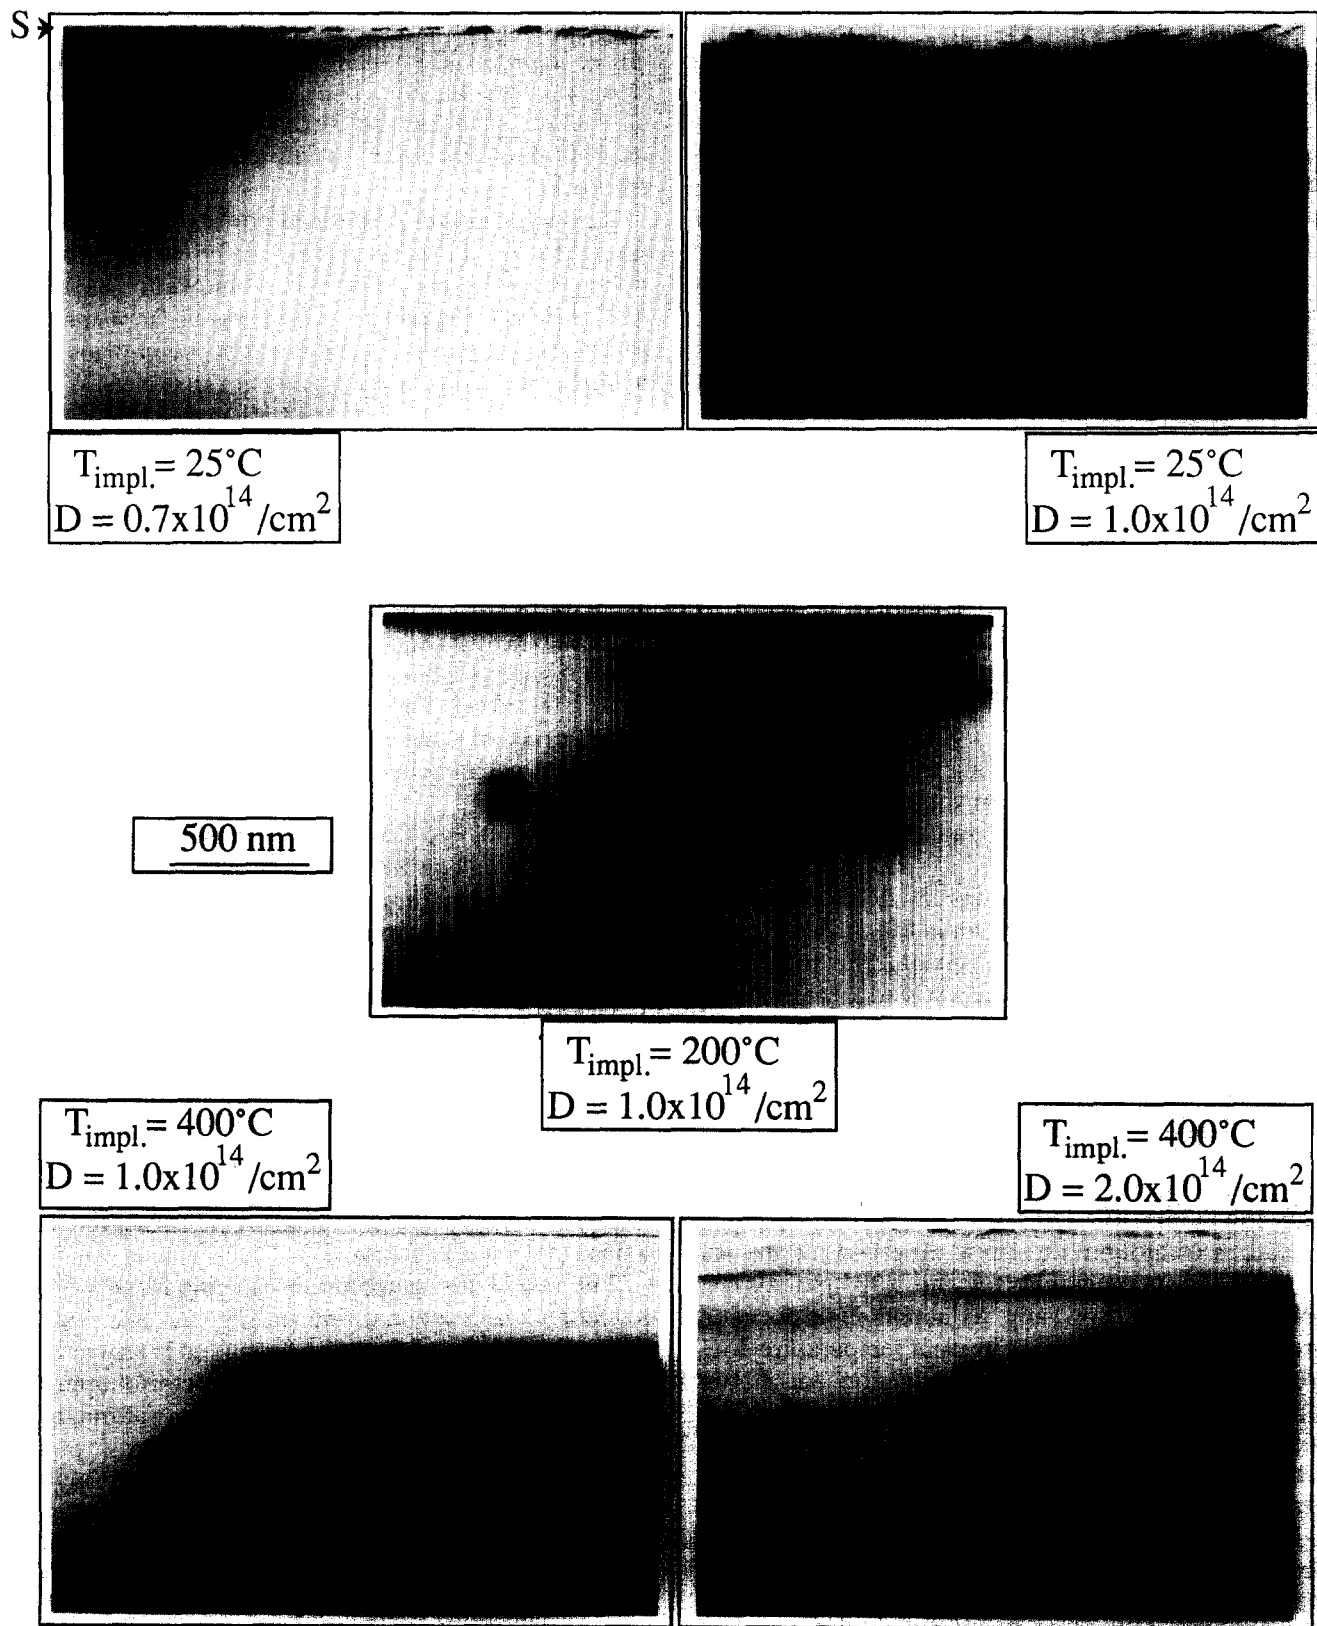 S
T_impl. = 25°C
D = 0.7x10^14/cm^2
T_impl. = 25°C
D = 1.0x10^14/cm^2
500 nm
T_impl. = 200°C
D = 1.0x10^14/cm^2
T_impl. = 400°C
D = 1.0x10^14/cm^2
T_impl. = 400°C
D = 2.0x10^14/cm^2